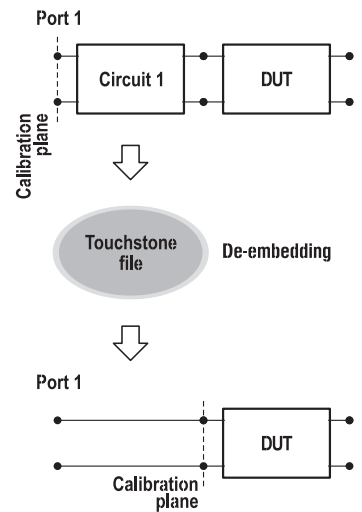 Port 1
Circuit 1
DUT
Calibration
plane
Touchstone
file
De-embedding
Port 1
DUT
Calibration
plane